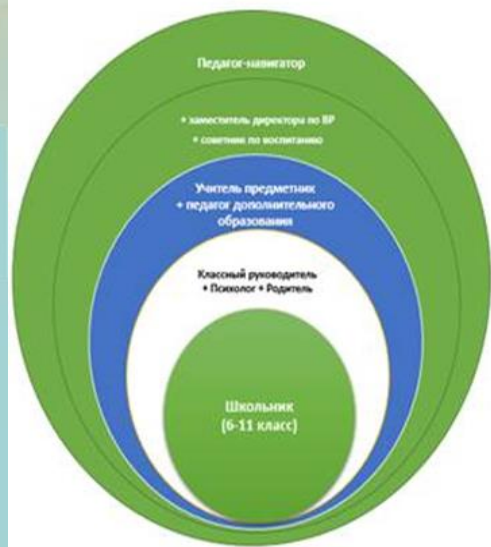 Педагог-навигатор
+ заместитель директора по ВР
+ советник по воспитанию
Учитель предметник
+ педагог дополнительного
образования
Классный руководитель
+ Психолог + Родитель
Школьник
(6-11 класс)